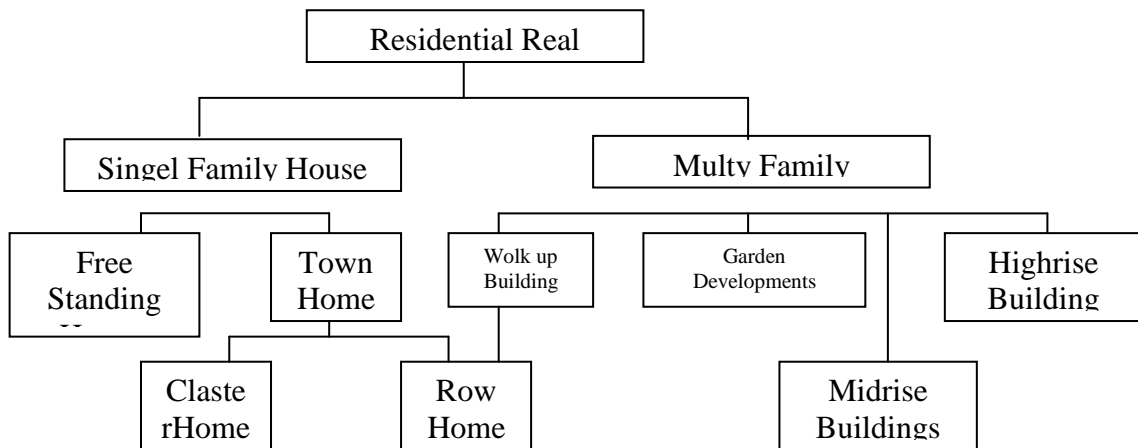 Residential Real
Singel Family House
Multy Family
Free
Standing
Town
Home
Wolk up
Building
Garden
Developments
Highrise
Building
Claste
rHome
Row
Home
Midrise
Buildings